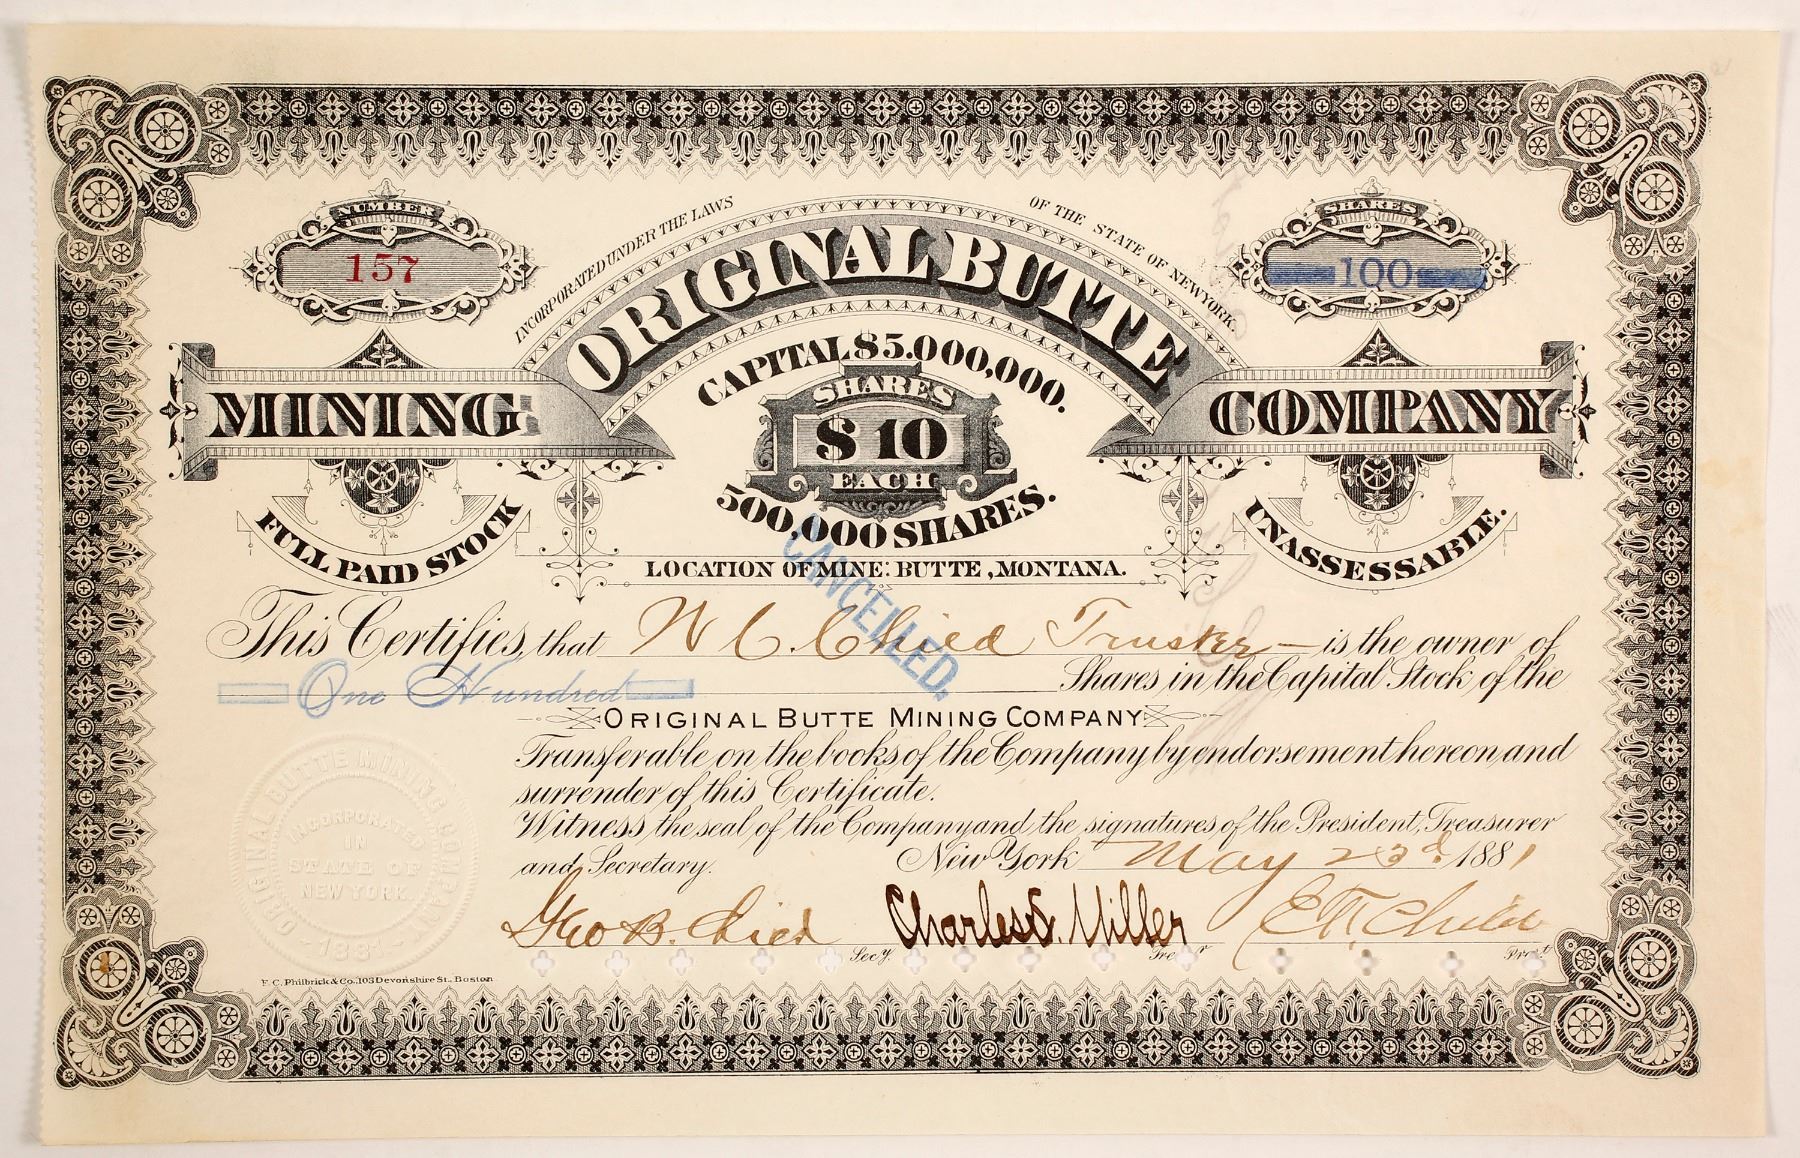 NUMBER
157
INCORPORATED UNDER THE LAWS OF THE STATE OF NEW YORK.
SHARES
100
ORIGINAL BUTTE
MINING COMPANY
CAPITAL $5.000,000.
SHARES
$10
EACH
500,000 SHARES.
FULL PAID STOCK
UNASSESSABLE.
LOCATION OF MINE: BUTTE, MONTANA.
CANCELLED.
This Certifies, that W C. Child Trustee is the owner of
One Hundred Shares in the Capital Stock of the
ORIGINAL BUTTE MINING COMPANY
Transferable on the books of the Company by endorsement hereon and
surrender of this Certificate.
Witness the seal of the Company and the signatures of the President, Treasurer
and Secretary. New York May 23d 1881
Geo B. Child Secy. Charles S. Miller Trear E W. Child Prest
ORIGINAL BUTTE MINING COMPANY
INCORPORATED
IN
STATE OF
NEW YORK.
1881
F. C. Philbrick & Co., 103 Devonshire St., Boston